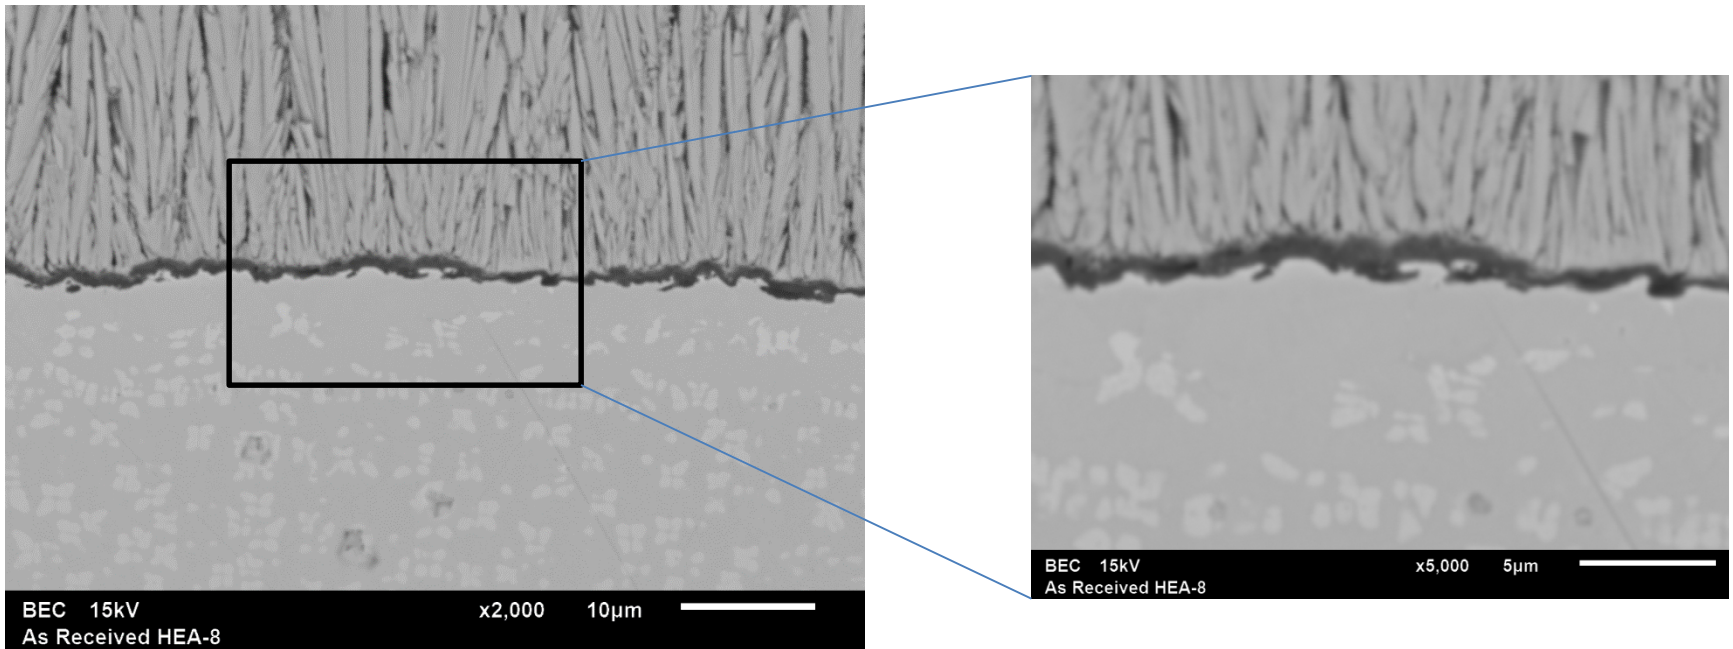 BEC 15kV x2,000 10µm
As Received HEA-8
BEC 15kV x5,000 5µm
As Received HEA-8